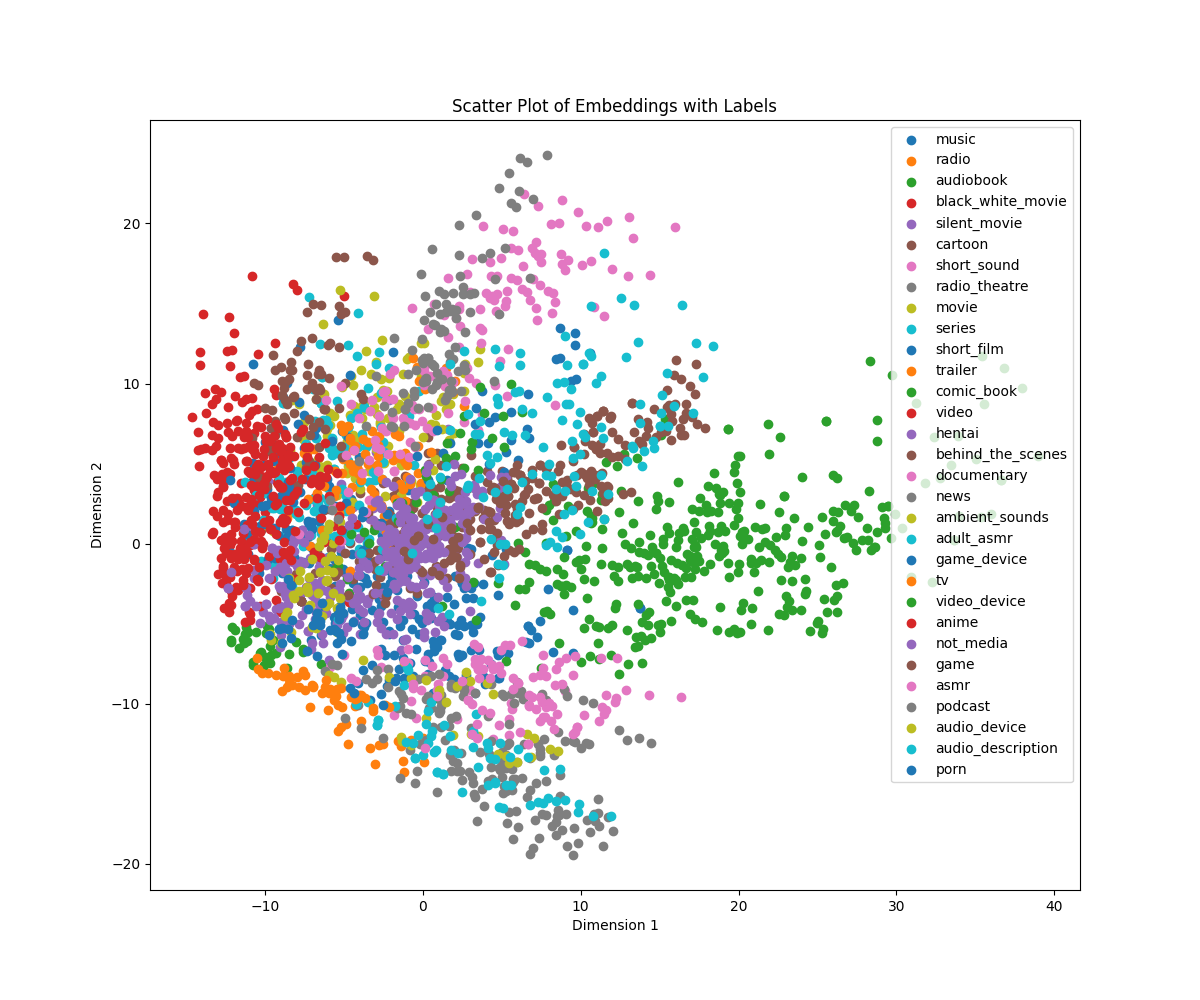 Scatter Plot of Embeddings with Labels
music
radio
audiobook
black_white_movie
silent_movie
cartoon
short_sound
radio_theatre
movie
series
short_film
trailer
comic_book
video
hentai
behind_the_scenes
documentary
news
ambient_sounds
adult_asmr
game_device
tv
video_device
anime
not_media
game
asmr
podcast
audio_device
audio_description
porn
Dimension 2
20
10
0
−10
−20
−10
0
10
20
30
40
Dimension 1